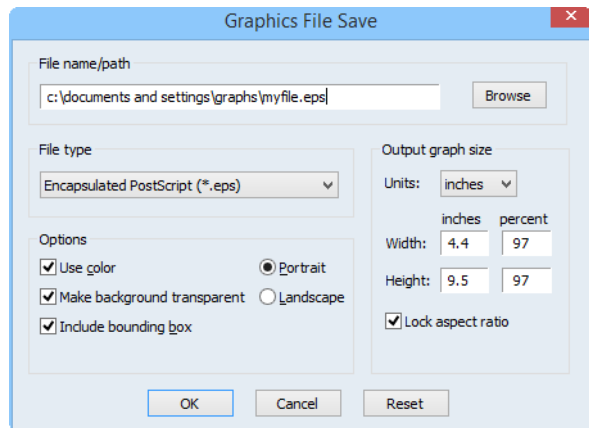 Graphics File Save
File name/path
c:\documents and settings\graphs\myfile.eps
Browse
File type
Encapsulated PostScript (*.eps)
Output graph size
Units: inches
inches percent
Width: 4.4 97
Height: 9.5 97
Lock aspect ratio
Options
Use color Portrait
Make background transparent Landscape
Include bounding box
OK Cancel Reset